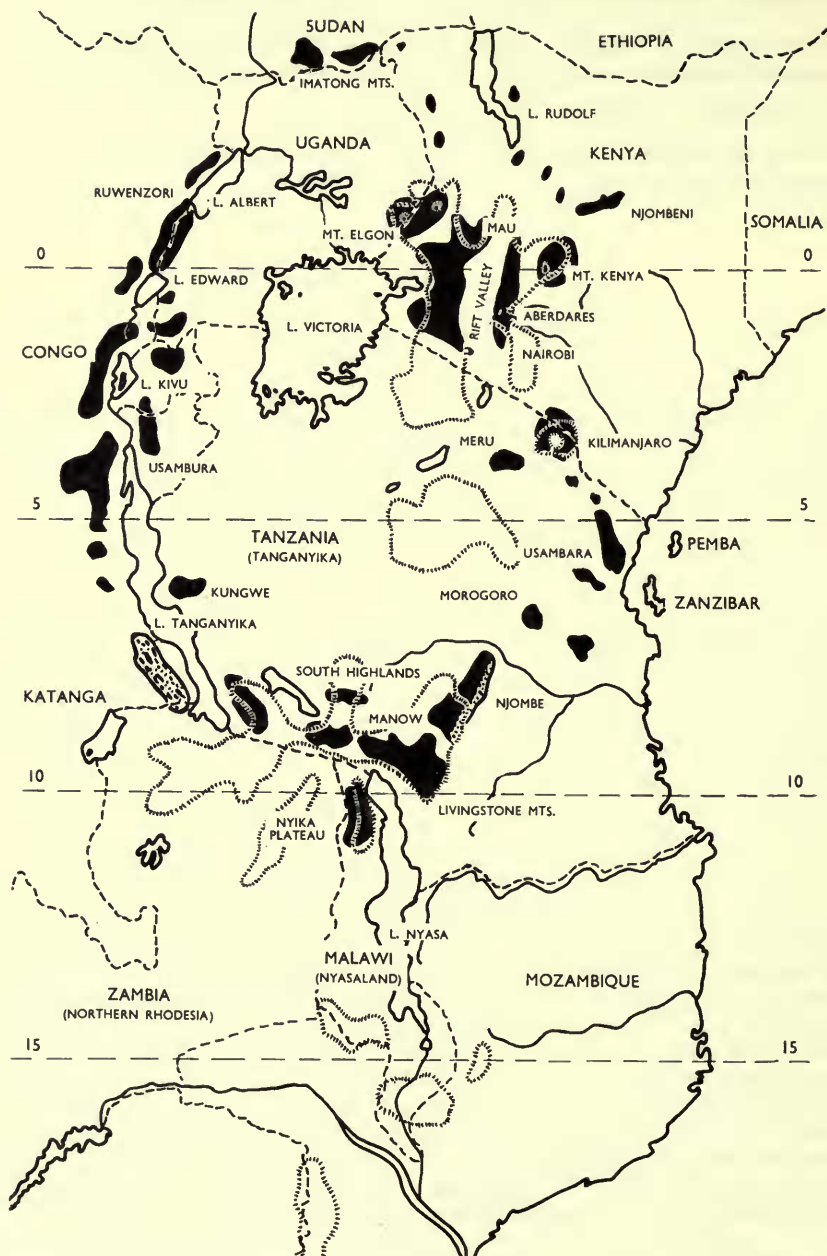 SUDAN
ETHIOPIA
IMATONG MTS.
L. RUDOLF
UGANDA
KENYA
RUWENZORI
L. ALBERT
NJOMBENI
SOMALIA
MT. ELGON
MAU
0
0
L. EDWARD
MT. KENYA
RIFT VALLEY
ABERDARES
L. VICTORIA
CONGO
NAIROBI
L. KIVU
MERU
KILIMANJARO
USAMBURA
5
5
TANZANIA
(TANGANYIKA)
USAMBARA
PEMBA
KUNGWE
MOROGORO
ZANZIBAR
L. TANGANYIKA
SOUTH HIGHLANDS
KATANGA
NJOMBE
MANOW
10
10
LIVINGSTONE MTS.
NYIKA
PLATEAU
L. NYASA
MALAWI
(NYASALAND)
MOZAMBIQUE
ZAMBIA
(NORTHERN RHODESIA)
15
15